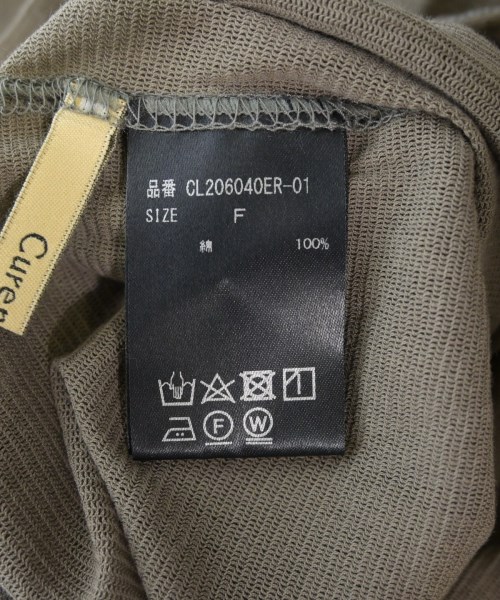 品番 CL206040ER-01
SIZE F
綿 100%
F W
Curen